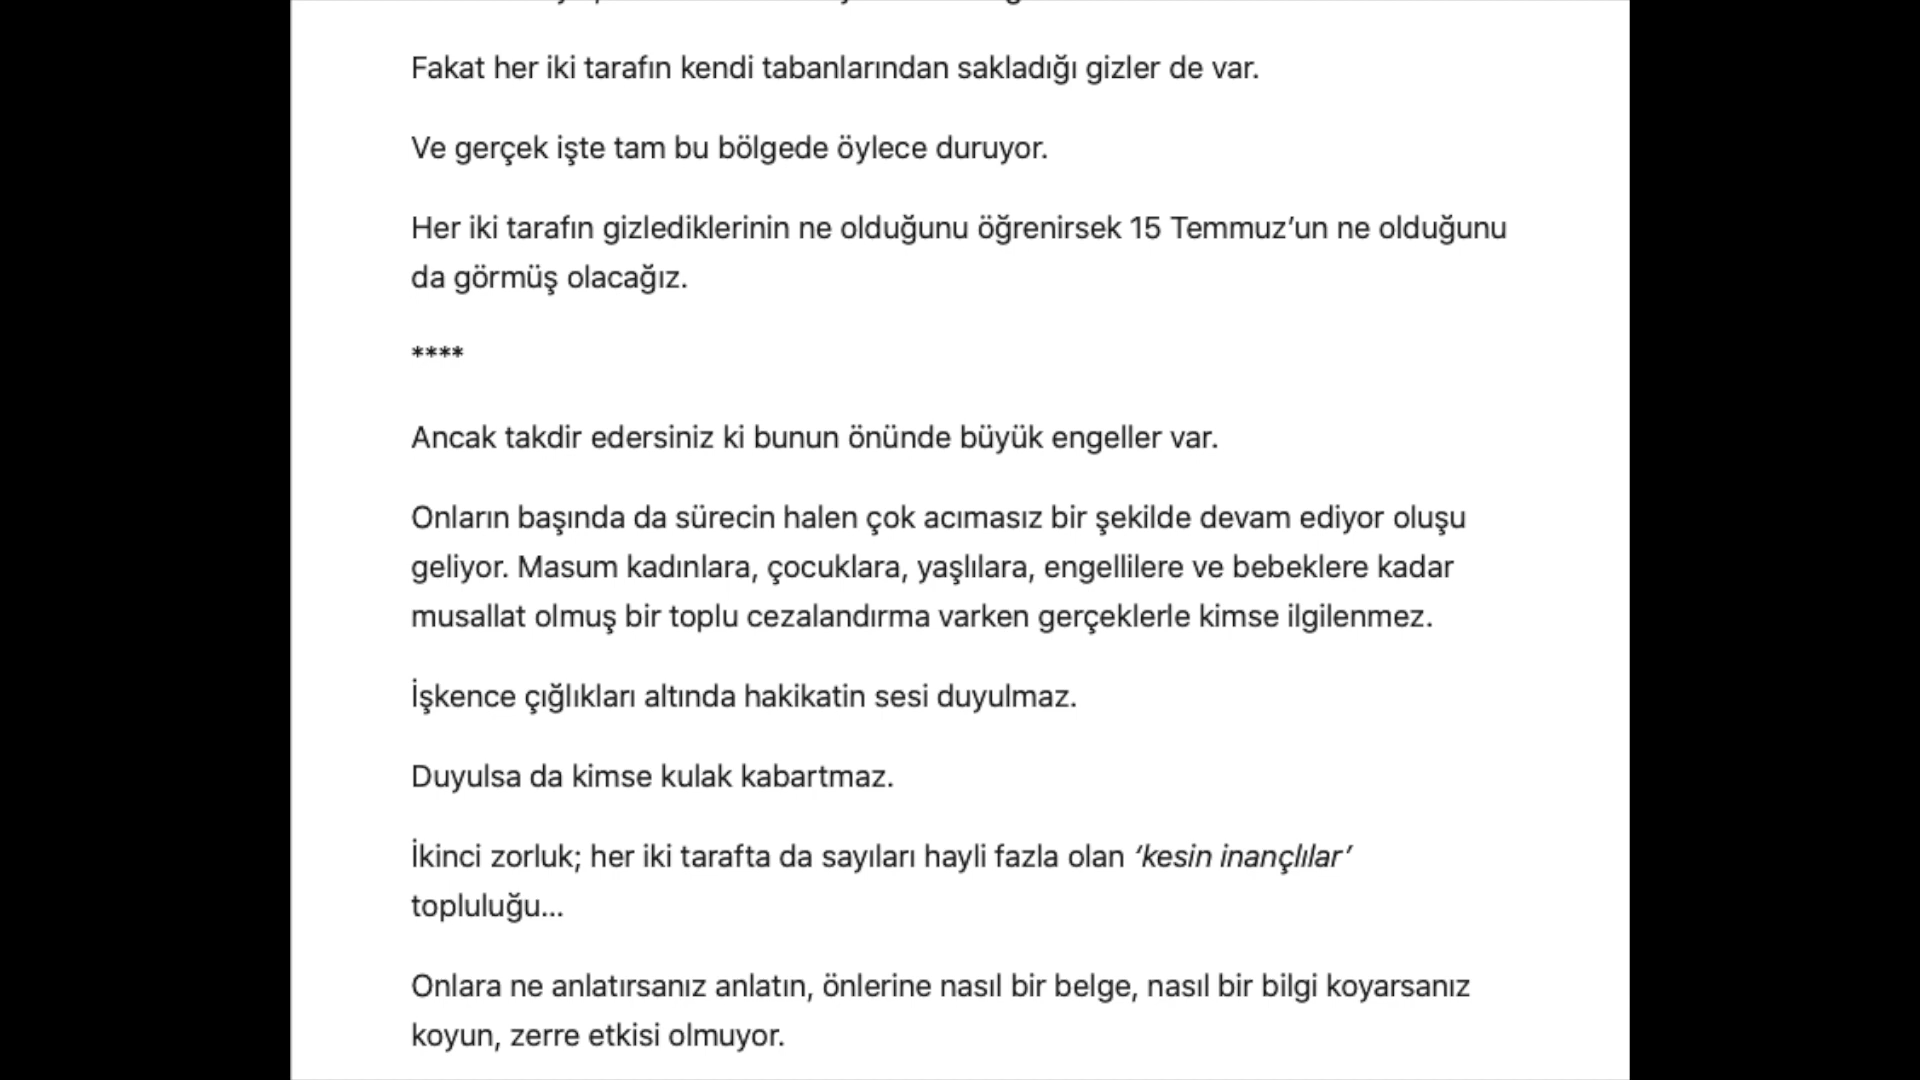 Fakat her iki tarafın kendi tabanlarından sakladığı gizler de var.
Ve gerçek işte tam bu bölgede öylece duruyor.
Her iki tarafın gizlediklerinin ne olduğunu öğrenirsek 15 Temmuz’un ne olduğunu
da görmüş olacağız.
****
Ancak takdir edersiniz ki bunun önünde büyük engeller var.
Onların başında da sürecin halen çok acımasız bir şekilde devam ediyor oluşu
geliyor. Masum kadınlara, çocuklara, yaşlılara, engellilere ve bebeklere kadar
musallat olmuş bir toplu cezalandırma varken gerçeklerle kimse ilgilenmez.
İşkence çığlıkları altında hakikatin sesi duyulmaz.
Duyulsa da kimse kulak kabartmaz.
İkinci zorluk; her iki tarafta da sayıları hayli fazla olan ‘kesin inançlılar’
topluluğu...
Onlara ne anlatırsanız anlatın, önlerine nasıl bir belge, nasıl bir bilgi koyarsanız
koyun, zerre etkisi olmuyor.